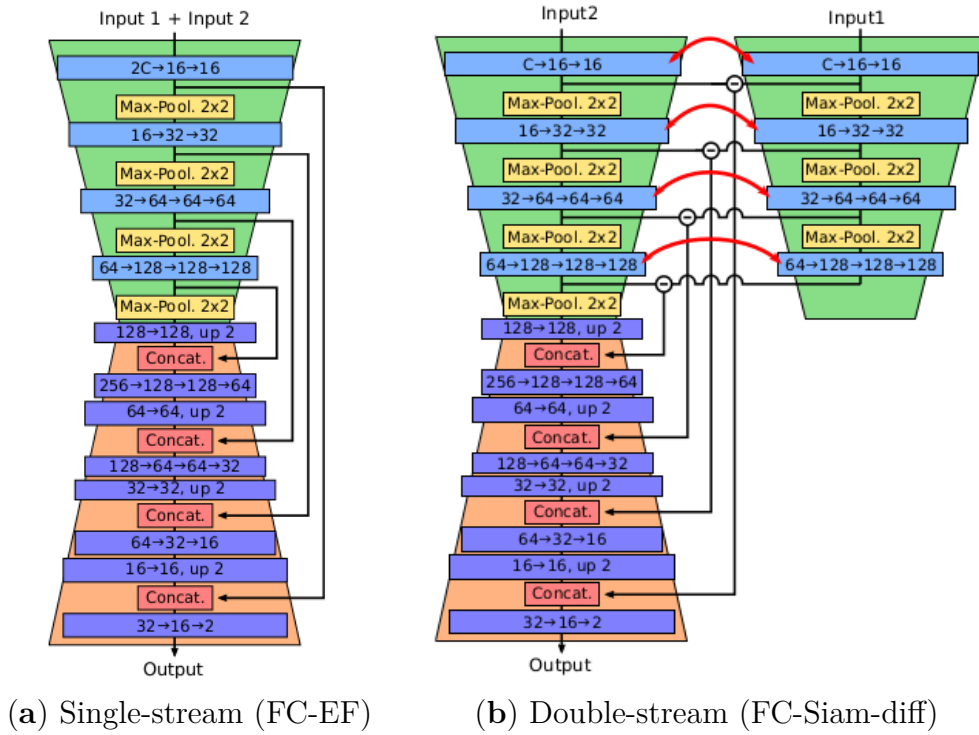 Input 1 + Input 2
2C→16→16
Max-Pool. 2x2
16→32→32
Max-Pool. 2x2
32→64→64→64
Max-Pool. 2x2
64→128→128→128
Max-Pool. 2x2
128→128, up 2
Concat.
256→128→128→64
64→64, up 2
Concat.
128→64→64→32
32→32, up 2
Concat.
64→32→16
16→16, up 2
Concat.
32→16→2
Output
(a) Single-stream (FC-EF)
Input2
C→16→16
Max-Pool. 2x2
16→32→32
Max-Pool. 2x2
32→64→64→64
Max-Pool. 2x2
64→128→128→128
Max-Pool. 2x2
128→128, up 2
Concat.
256→128→128→64
64→64, up 2
Concat.
128→64→64→32
32→32, up 2
Concat.
64→32→16
16→16, up 2
Concat.
32→16→2
Output
Input1
C→16→16
Max-Pool. 2x2
16→32→32
Max-Pool. 2x2
32→64→64→64
Max-Pool. 2x2
64→128→128→128
(b) Double-stream (FC-Siam-diff)